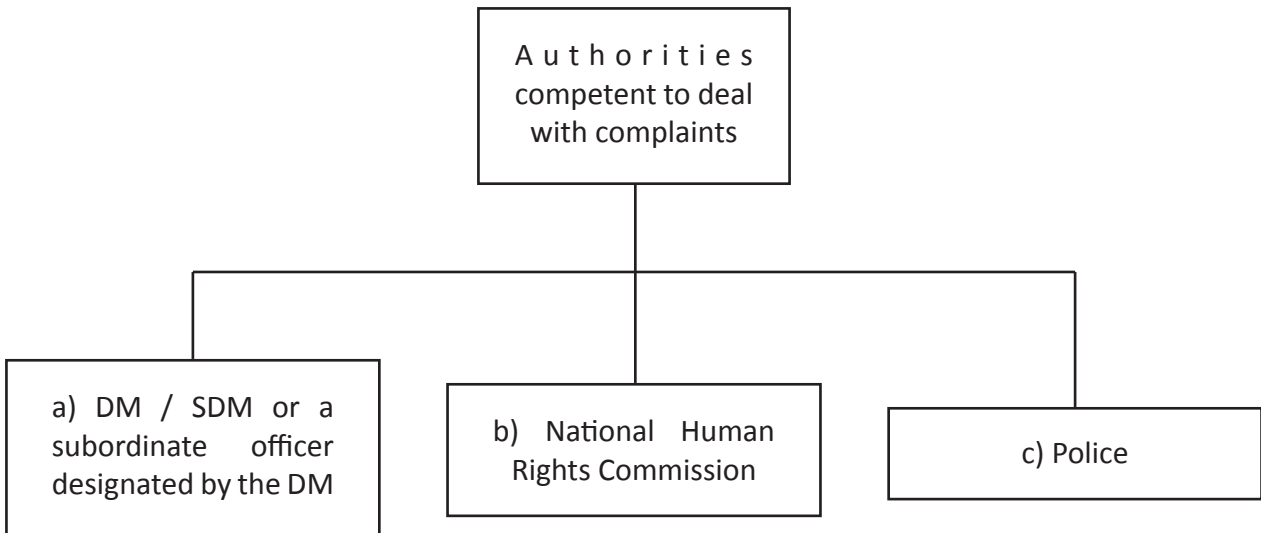 Authorities
competent to deal
with complaints
a) DM / SDM or a
subordinate officer
designated by the DM
b) National Human
Rights Commission
c) Police